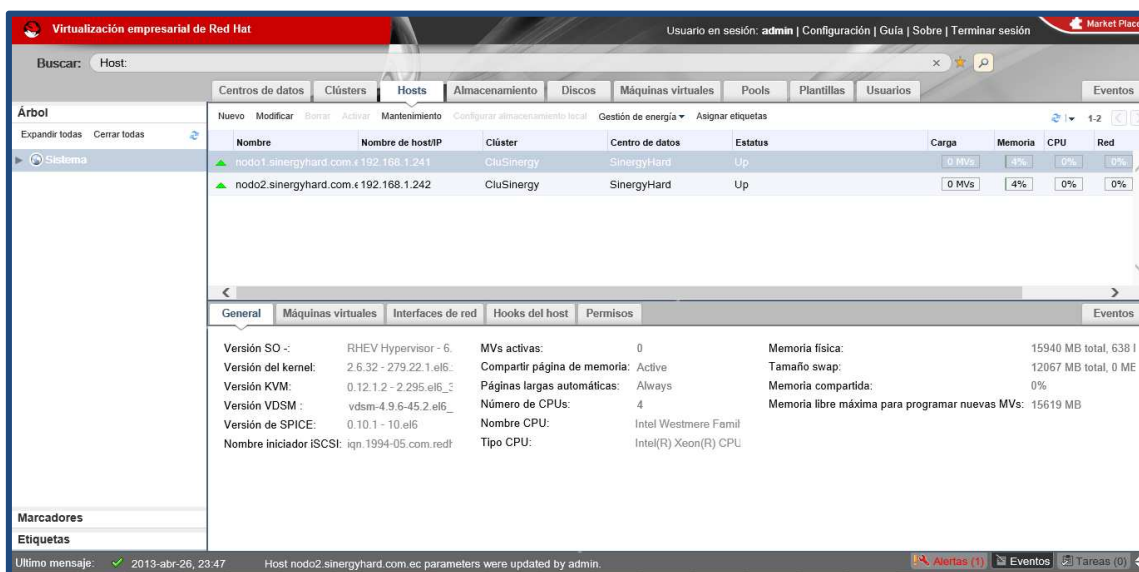 Virtualización empresarial de Red Hat
Usuario en sesión: admin | Configuración | Guía | Sobre | Terminar sesión
Market Place
Buscar: Host:
Centros de datos Clústers Hosts Almacenamiento Discos Máquinas virtuales Pools Plantillas Usuarios Eventos
Árbol
Nuevo Modificar Borrar Activar Mantenimiento Configurar almacenamiento local Gestión de energía Asignar etiquetas 1-2
Expandir todas Cerrar todas
Nombre Nombre de host/IP Clúster Centro de datos Estatus Carga Memoria CPU Red
Sistema
nodo1.sinergyhard.com.e 192.168.1.241 CluSinergy SinergyHard Up 0 MVs 4% 0% 0%
nodo2.sinergyhard.com.e 192.168.1.242 CluSinergy SinergyHard Up 0 MVs 4% 0% 0%
General Máquinas virtuales Interfaces de red Hooks del host Permisos Eventos
Versión SO -: RHEV Hypervisor - 6. MVs activas: 0 Memoria física: 15940 MB total, 638
Versión del kernel: 2.6.32 - 279.22.1.el6. Compartir página de memoria: Active Tamaño swap: 12067 MB total, 0 ME
Versión KVM: 0.12.1.2 - 2.295.el6_3 Páginas largas automáticas: Always Memoria compartida: 0%
Versión VDSM : vdsm-4.9.6-45.2.el6_ Número de CPUs: 4 Memoria libre máxima para programar nuevas MVs: 15619 MB
Versión de SPICE: 0.10.1 - 10.el6 Nombre CPU: Intel Westmere Famil
Nombre iniciador iSCSI: iqn.1994-05.com.redh Tipo CPU: Intel(R) Xeon(R) CPU
Marcadores
Etiquetas
Ultimo mensaje: 2013-abr-26, 23:47 Host nodo2.sinergyhard.com.ec parameters were updated by admin. Alertas (1) Eventos Tareas (0)